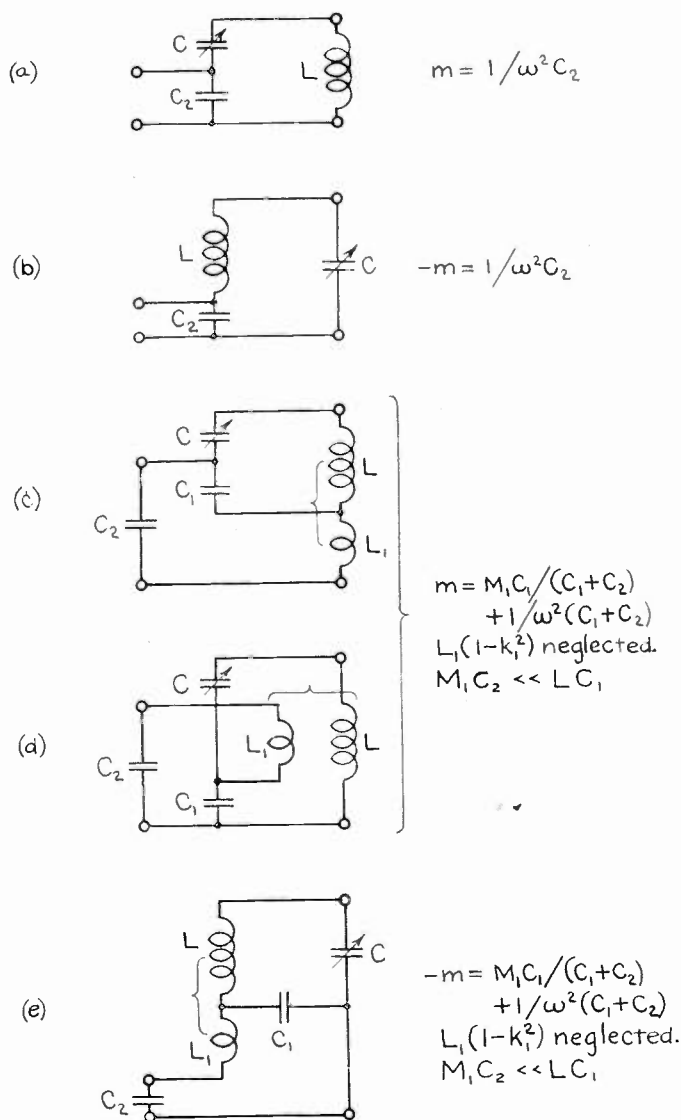 (a)
C
C₂
L
m = 1/ω²C₂
(b)
L
C₂
C
-m = 1/ω²C₂
(c)
C
C₁
C₂
L
L₁
m = M₁C₁/(C₁+C₂)
+1/ω²(C₁+C₂)
L₁(1-k₁²) neglected.
M₁C₂ << LC₁
(d)
C
L₁
L
C₂
C₁
(e)
L
C
C₁
L₁
C₂
-m = M₁C₁/(C₁+C₂)
+1/ω²(C₁+C₂)
L₁(1-k₁²) neglected.
M₁C₂ << LC₁